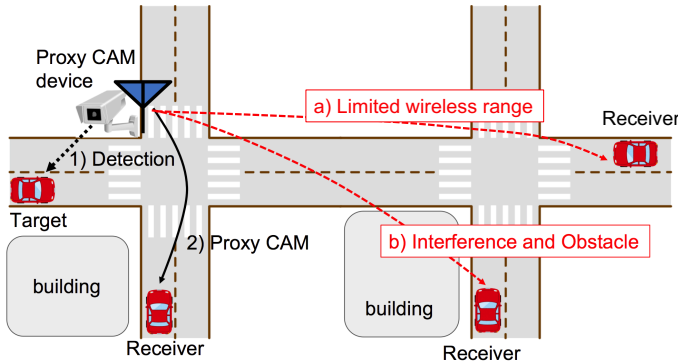 Proxy CAM
device
a) Limited wireless range
Receiver
1) Detection
Target
2) Proxy CAM
b) Interference and Obstacle
building
building
Receiver
Receiver